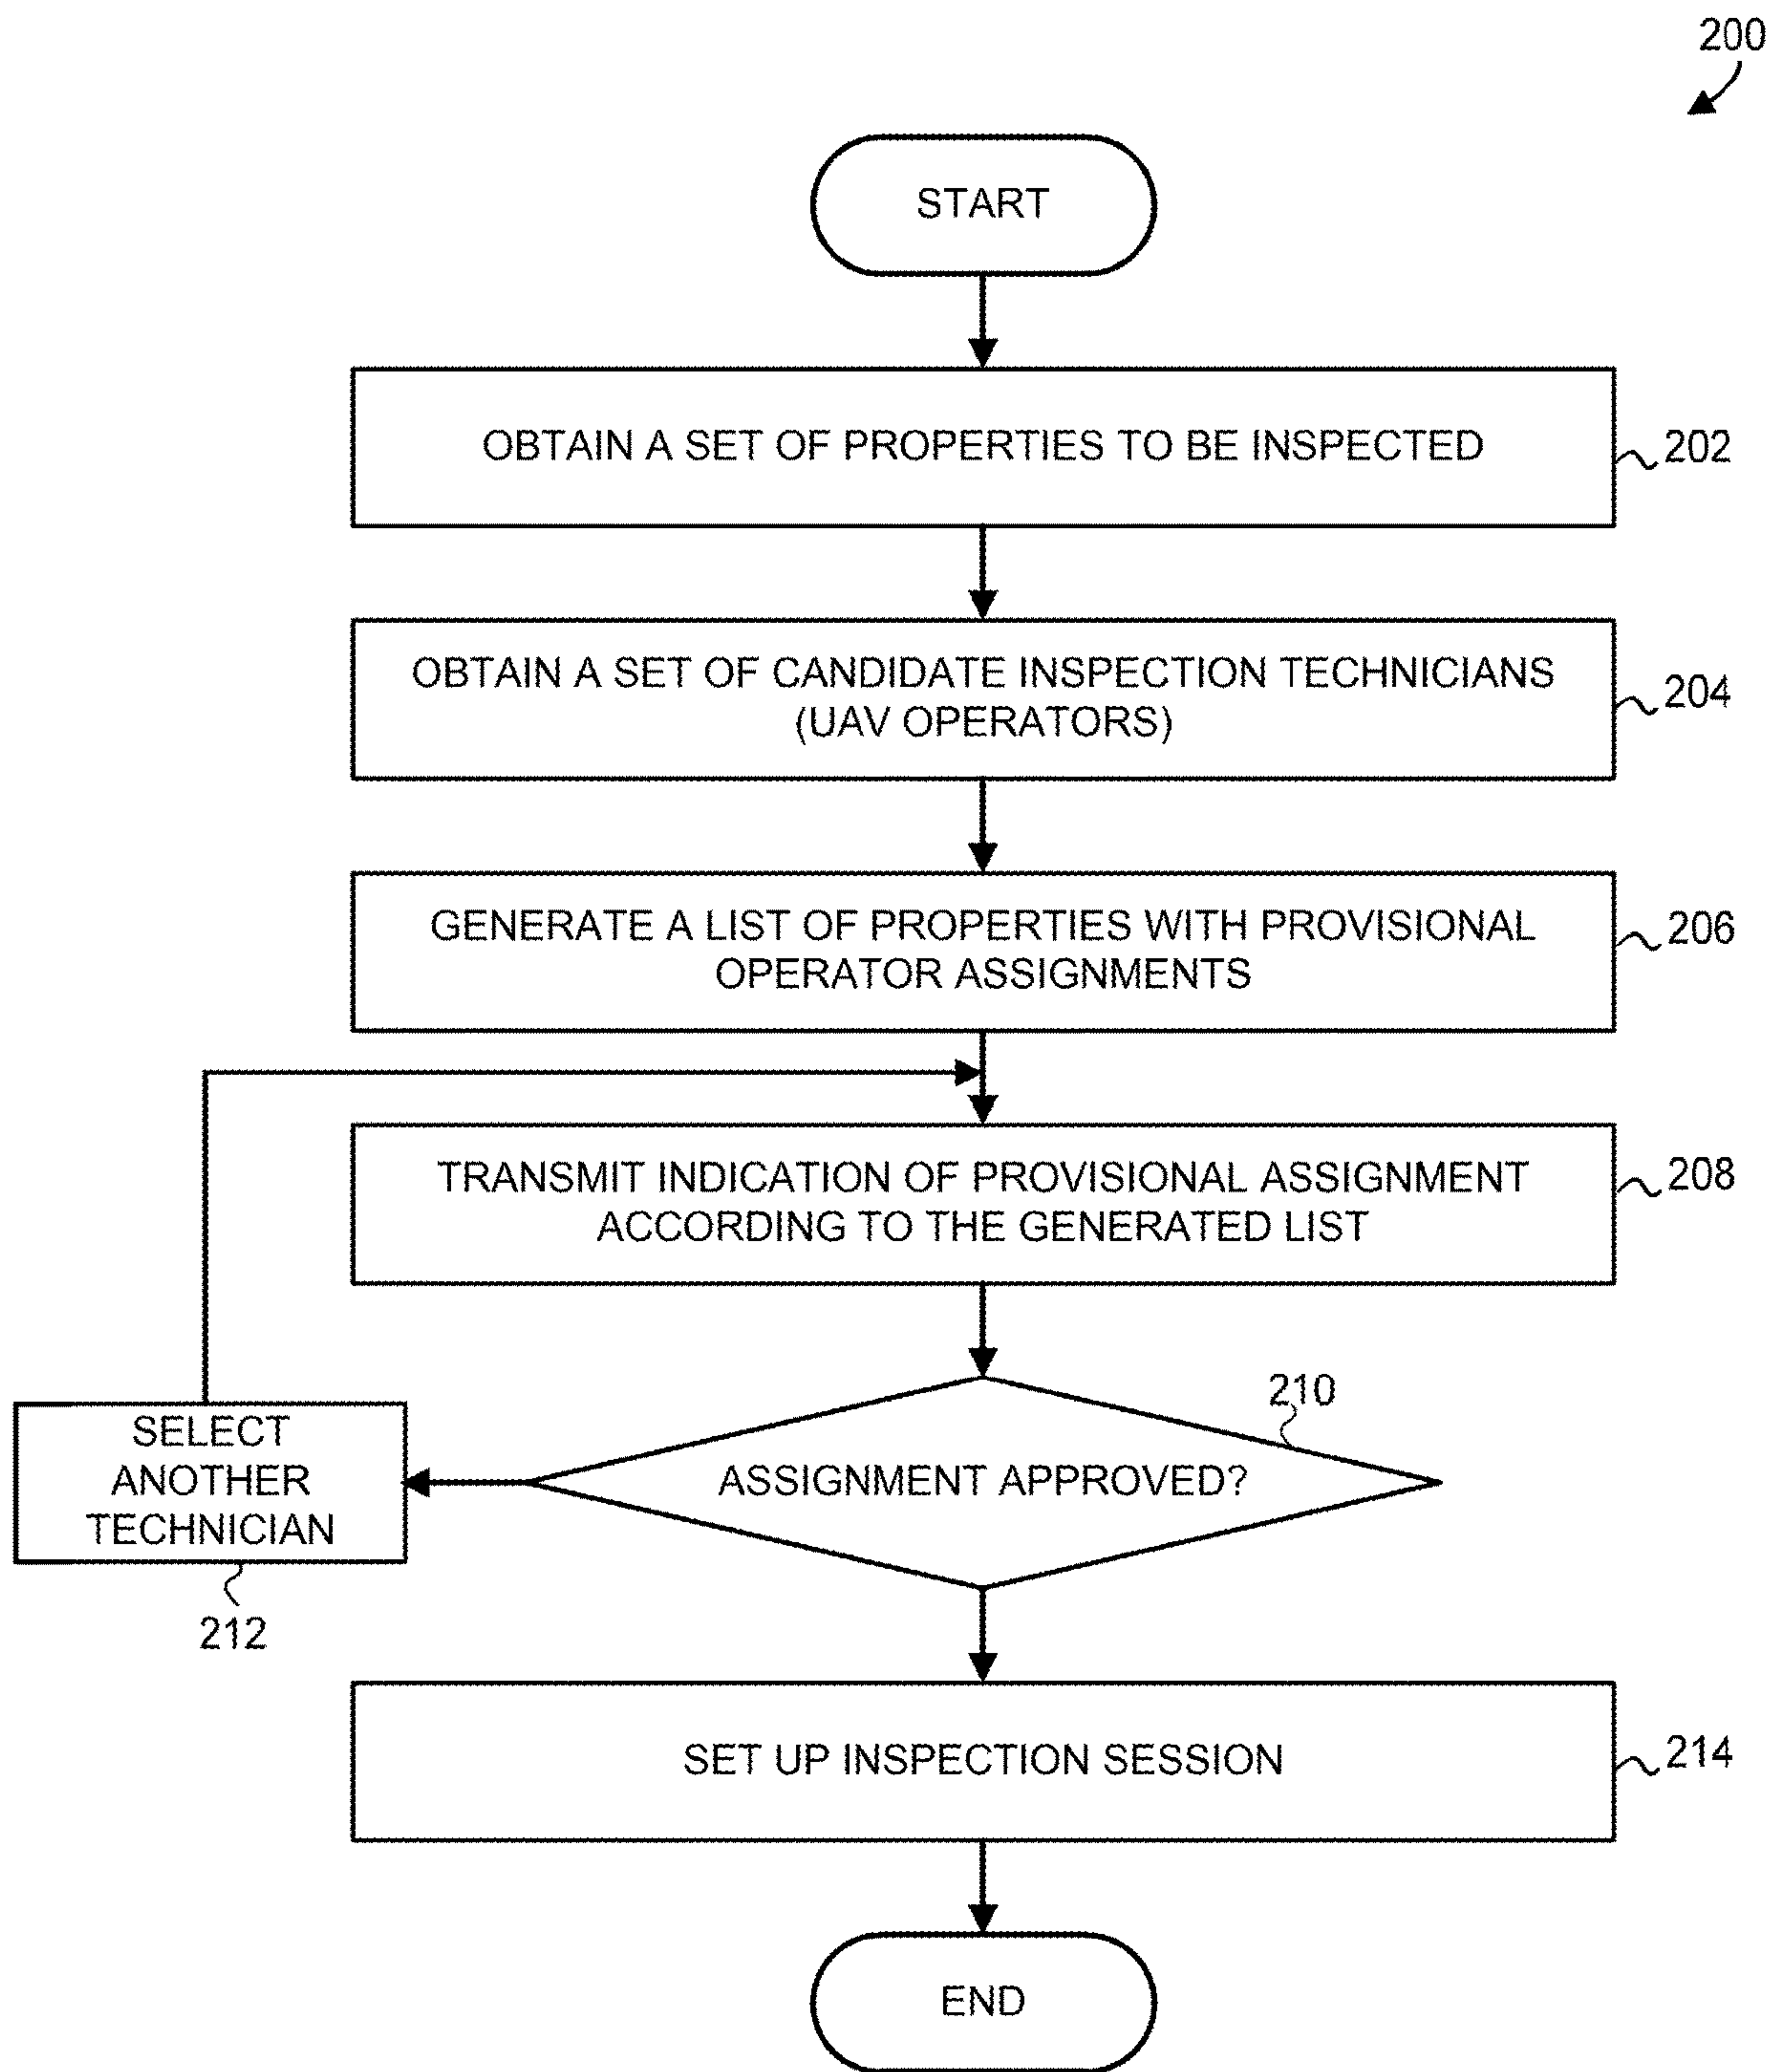 200
START
OBTAIN A SET OF PROPERTIES TO BE INSPECTED
202
OBTAIN A SET OF CANDIDATE INSPECTION TECHNICIANS
(UAV OPERATORS)
204
GENERATE A LIST OF PROPERTIES WITH PROVISIONAL
OPERATOR ASSIGNMENTS
206
TRANSMIT INDICATION OF PROVISIONAL ASSIGNMENT
ACCORDING TO THE GENERATED LIST
208
210
ASSIGNMENT APPROVED?
SELECT
ANOTHER
TECHNICIAN
212
SET UP INSPECTION SESSION
214
END